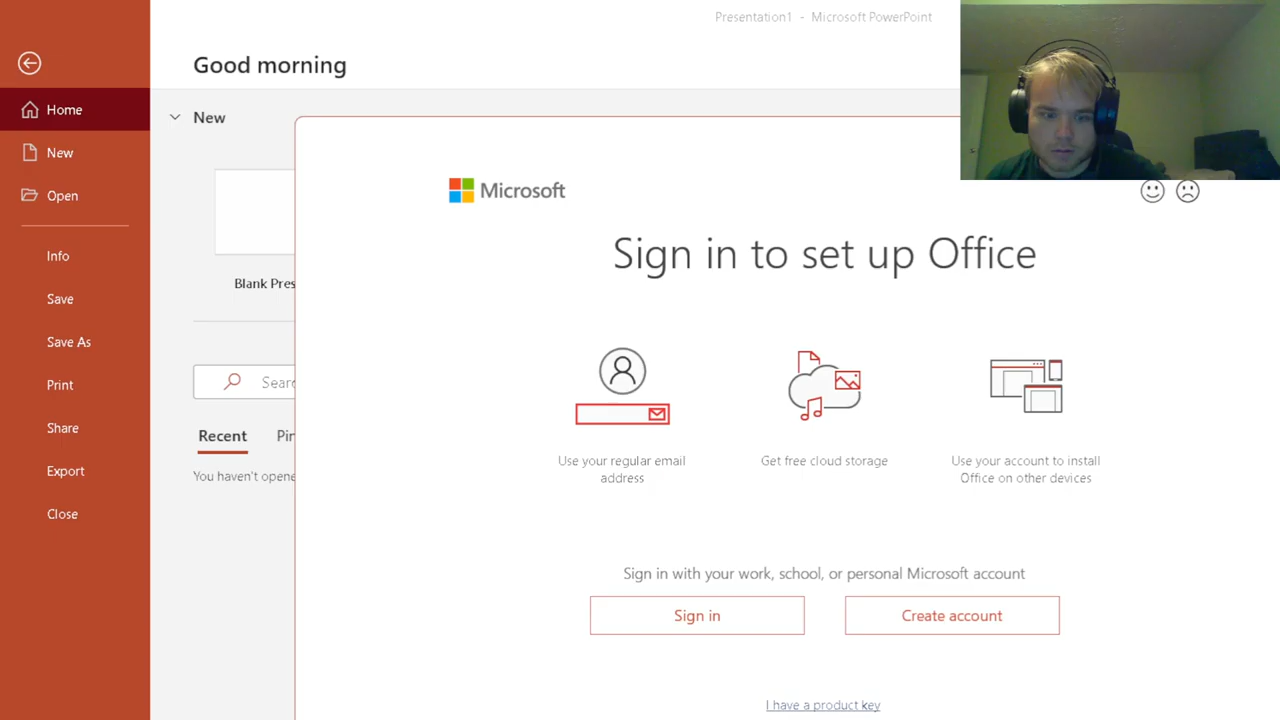 Presentation1 - Microsoft PowerPoint
Good morning
Home
New
Open
Info
Save
Save As
Print
Share
Export
Close
New
Blank Pres
Sear
Recent Pin
You haven't opene
Microsoft
Sign in to set up Office
Use your regular email
address
Get free cloud storage
Use your account to install
Office on other devices
Sign in with your work, school, or personal Microsoft account
Sign in
Create account
I have a product key